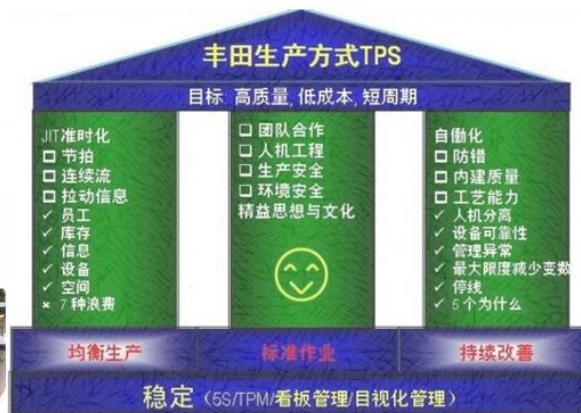 丰田生产方式TPS
目标: 高质量, 低成本, 短周期
JIT准时化
□ 节拍
□ 连续流
□ 拉动信息
✓ 员工
✓ 库存
✓ 信息
✓ 设备
✓ 空间
× 7种浪费
□ 团队合作
□ 人机工程
□ 生产安全
□ 环境安全
精益思想与文化
自働化
□ 防错
□ 内建质量
□ 工艺能力
✓ 人机分离
✓ 设备可靠性
✓ 管理异常
✓ 最大限度减少变数
✓ 停线
✓ 5个为什么
均衡生产
标准作业
持续改善
稳定（5S/TPM/看板管理/目视化管理）